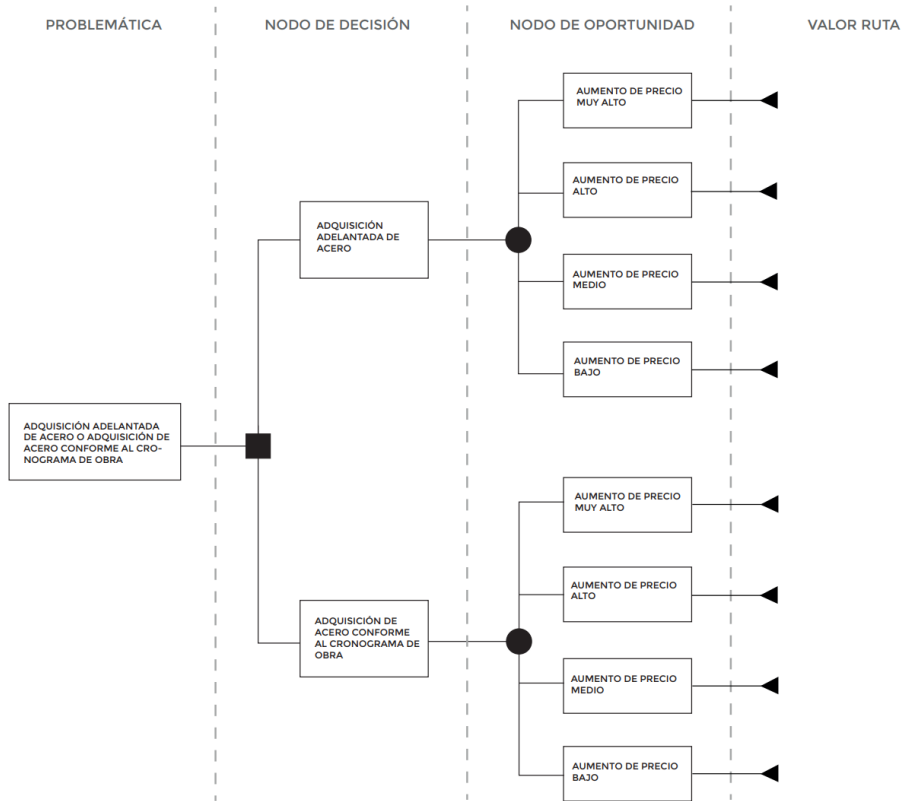 PROBLEMÁTICA
NODO DE DECISIÓN
NODO DE OPORTUNIDAD
VALOR RUTA
AUMENTO DE PRECIO
MUY ALTO
AUMENTO DE PRECIO
ALTO
ADQUISICIÓN
ADELANTADA DE
ACERO
AUMENTO DE PRECIO
MEDIO
AUMENTO DE PRECIO
BAJO
ADQUISICIÓN ADELANTADA
DE ACERO O ADQUISICIÓN DE
ACERO CONFORME AL CRO-
NOGRAMA DE OBRA
AUMENTO DE PRECIO
MUY ALTO
AUMENTO DE PRECIO
ALTO
ADQUISICIÓN DE
ACERO CONFORME
AL CRONOGRAMA DE
OBRA
AUMENTO DE PRECIO
MEDIO
AUMENTO DE PRECIO
BAJO